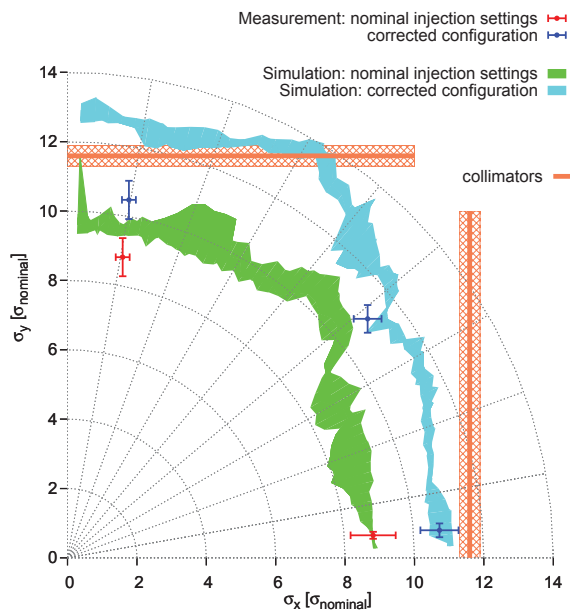 Measurement: nominal injection settings
corrected configuration
Simulation: nominal injection settings
Simulation: corrected configuration
collimators
14
12
10
8
6
4
2
0
σy [σnominal]
0 2 4 6 8 10 12 14
σx [σnominal]